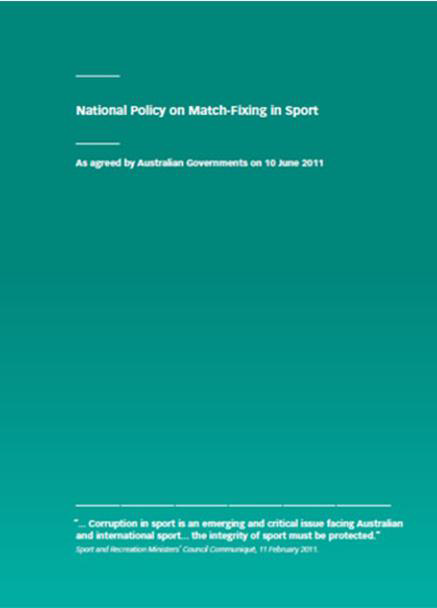 National Policy on Match-Fixing in Sport
As agreed by Australian Governments on 10 June 2011
"... Corruption in sport is an emerging and critical issue facing Australian
and international sport... the integrity of sport must be protected."
Sport and Recreation Ministers' Council Communiqué, 11 February 2011.